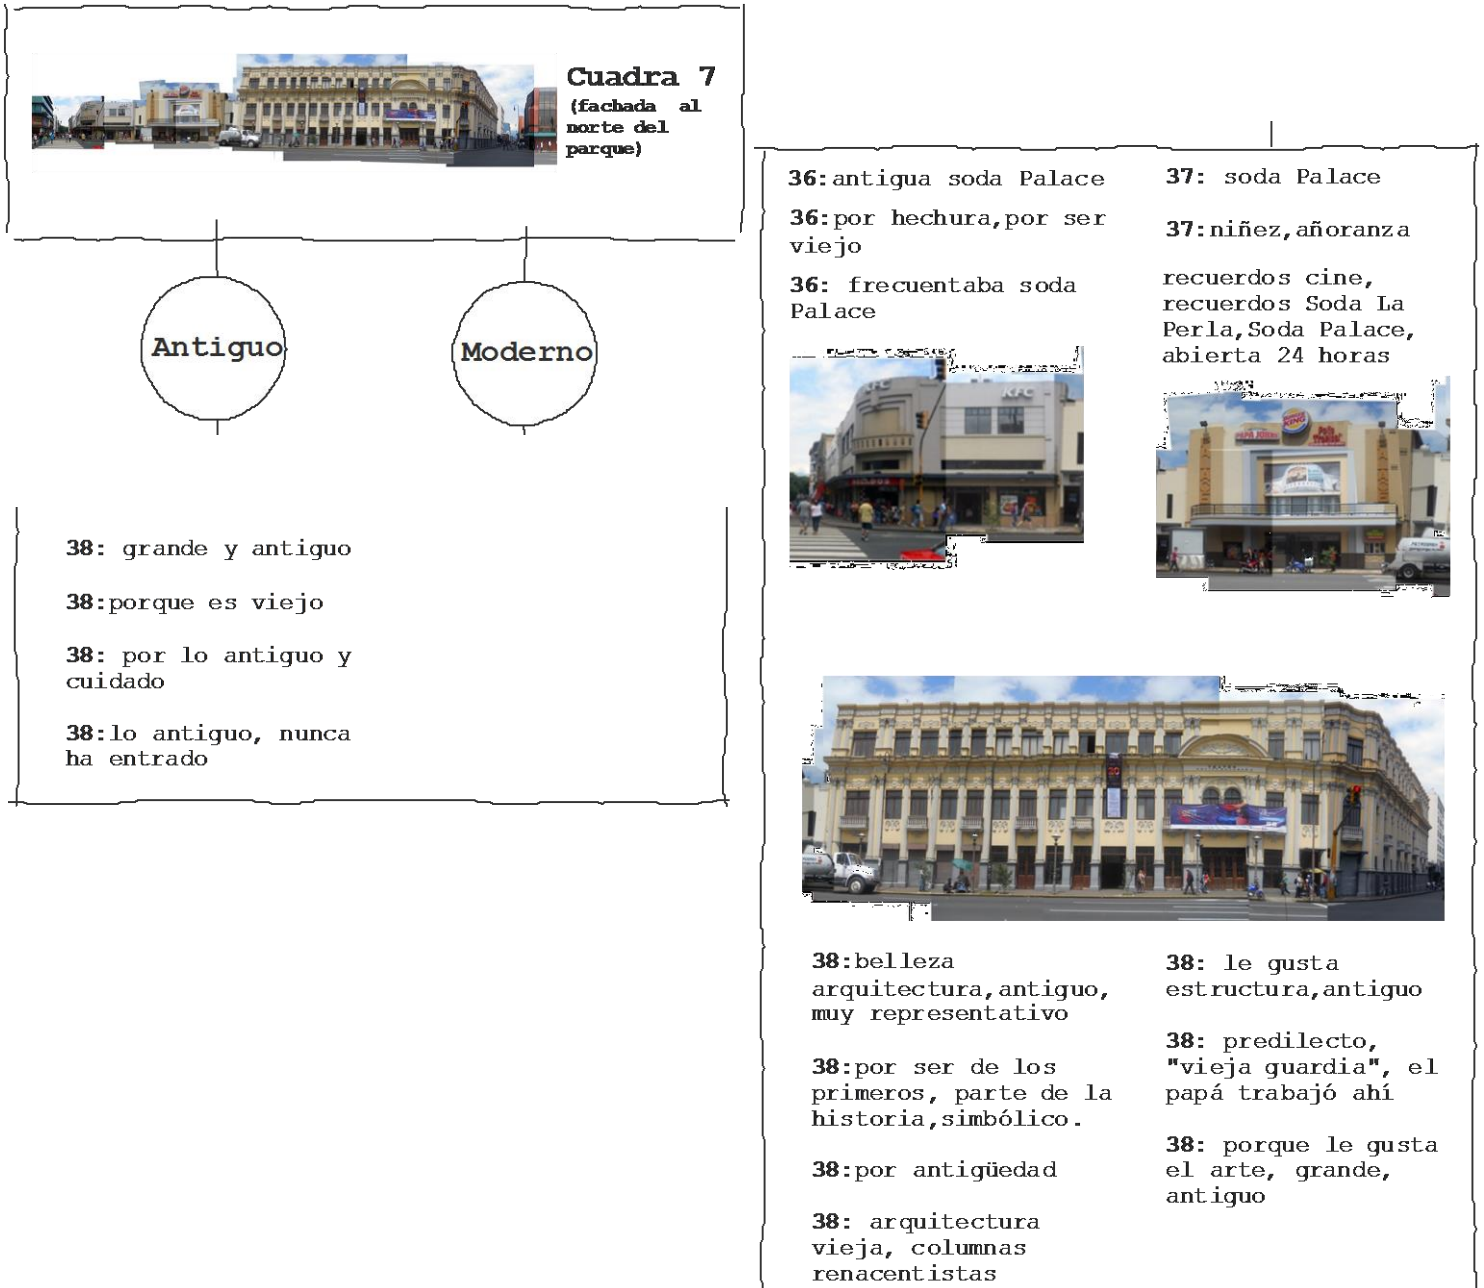 Cuadra 7
(fachada al
norte del
parque)
Antiguo
Moderno
38: grande y antiguo
38:porque es viejo
38: por lo antiguo y
cuidado
38:lo antiguo, nunca
ha entrado
36:antigua soda Palace
36:por hechura,por ser
viejo
36: frecuentaba soda
Palace
37: soda Palace
37:niñez,añoranza
recuerdos cine,
recuerdos Soda La
Perla,Soda Palace,
abierta 24 horas
KFC
KFC
BURGER
KING
PAPA JOHNS
38:belleza
arquitectura,antiguo,
muy representativo
38:por ser de los
primeros, parte de la
historia,simbólico.
38:por antigüedad
38: arquitectura
vieja, columnas
renacentistas
38: le gusta
estructura,antiguo
38: predilecto,
"vieja guardia", el
papá trabajó ahí
38: porque le gusta
el arte, grande,
antiguo